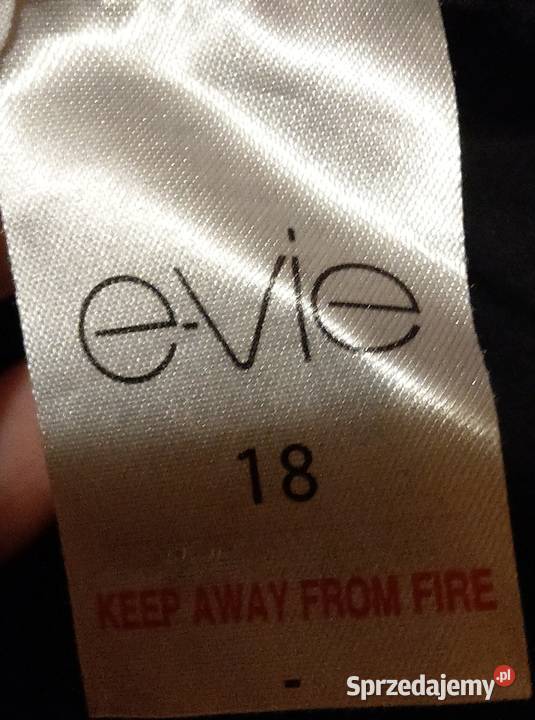 e-vie
18
KEEP AWAY FROM FIRE
-
Sprzedajemy.pl